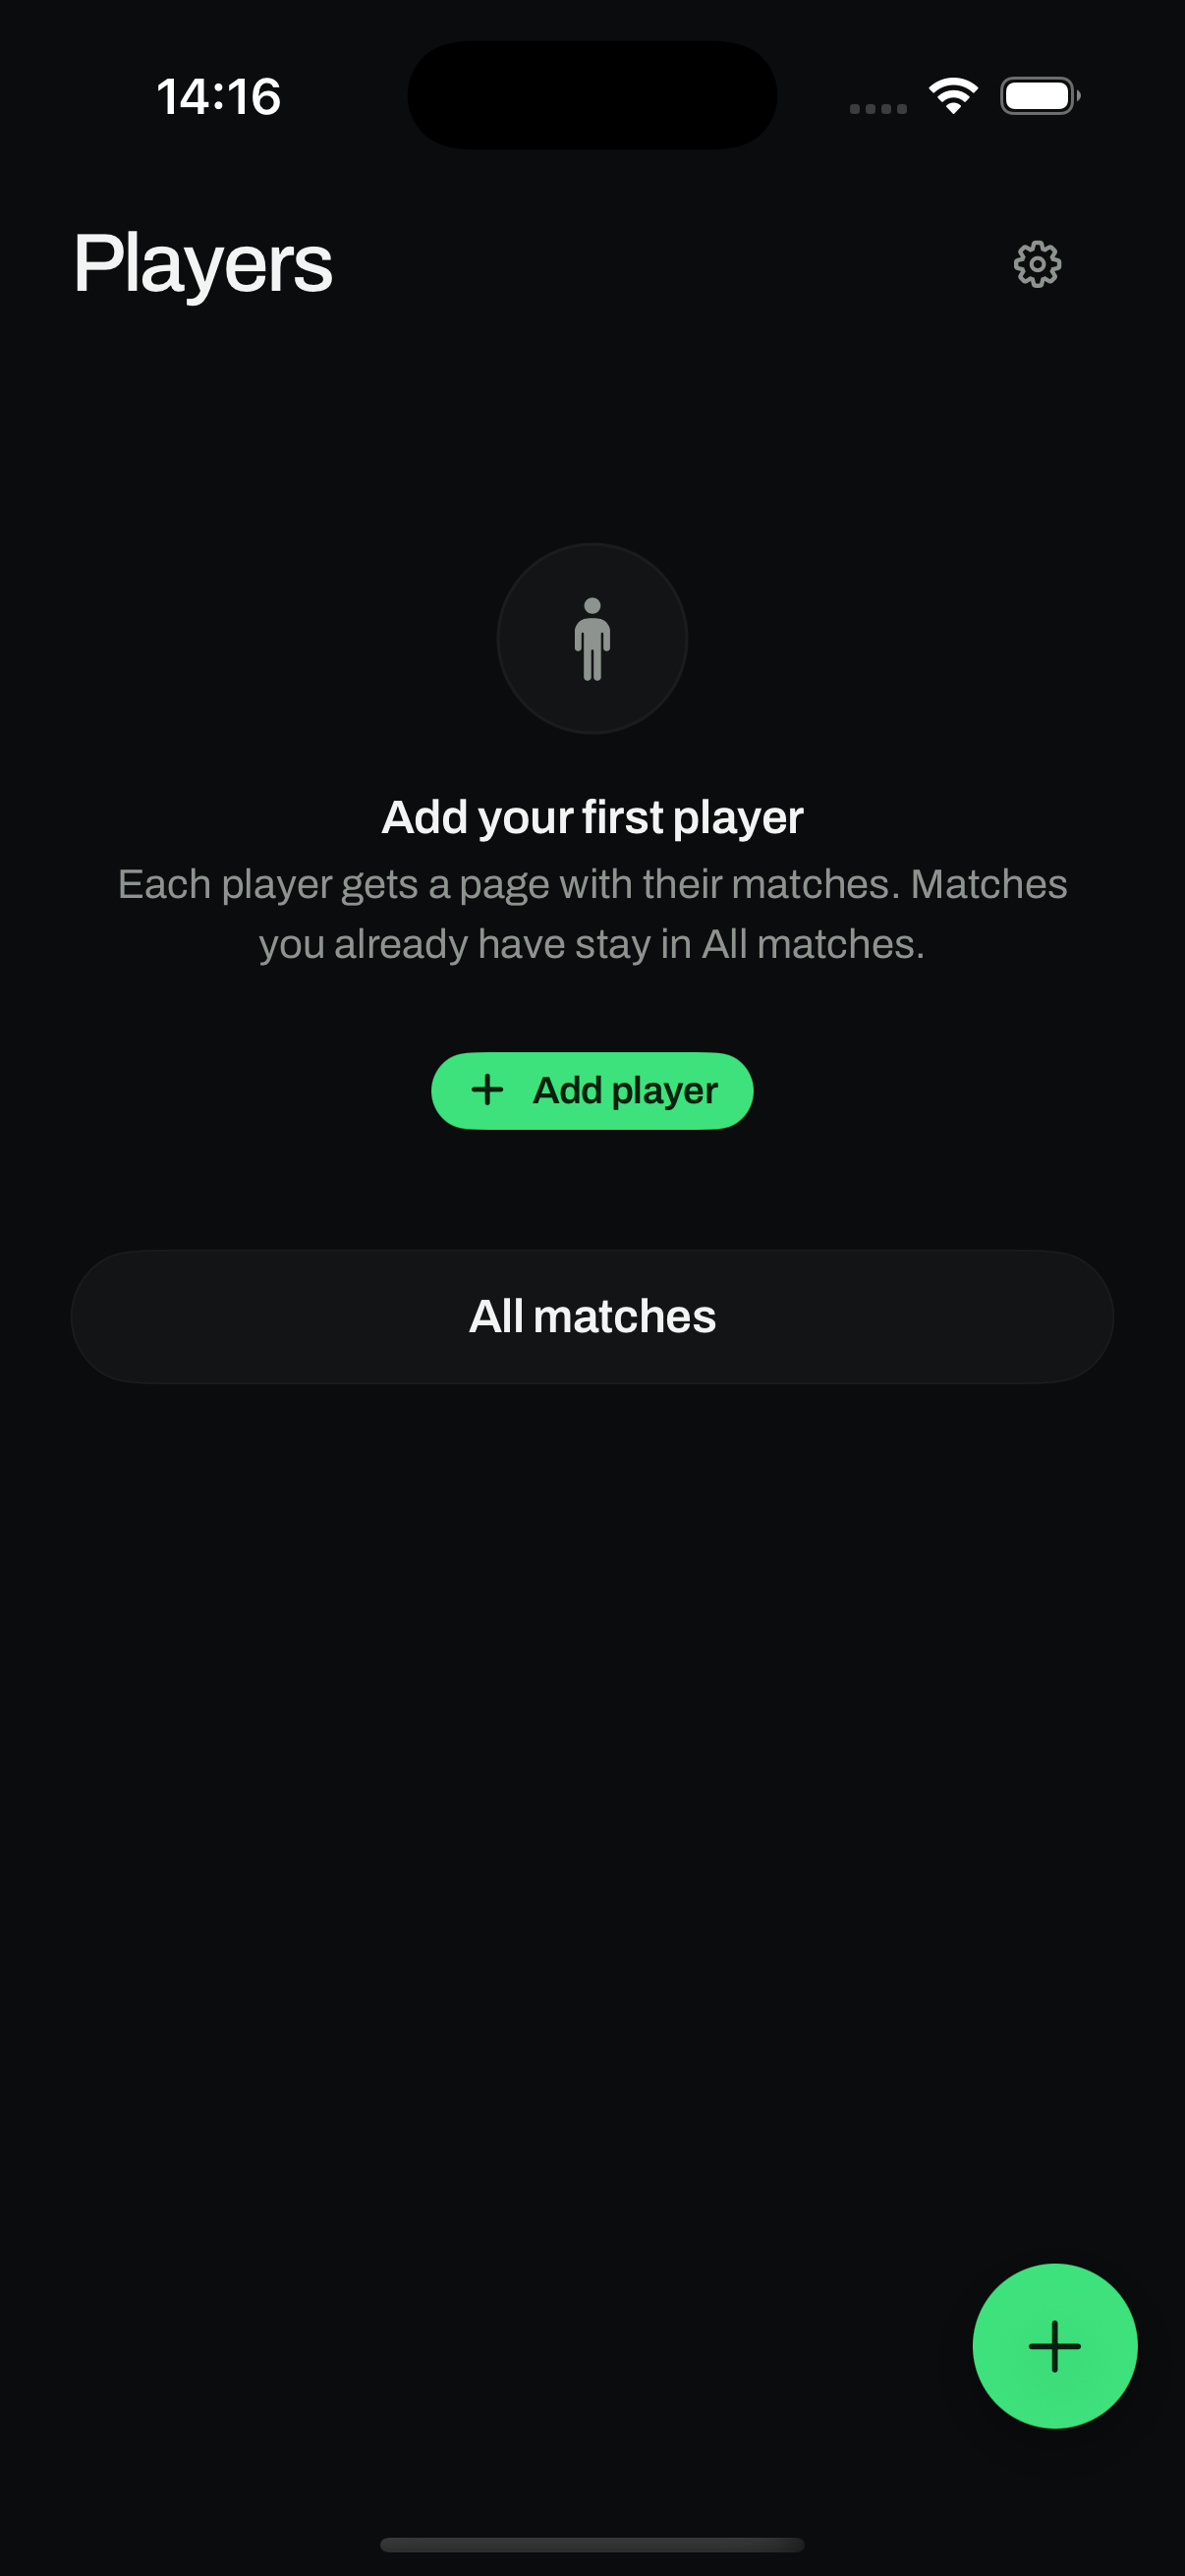 14:16
Players
Add your first player
Each player gets a page with their matches. Matches
you already have stay in All matches.
Add player
All matches